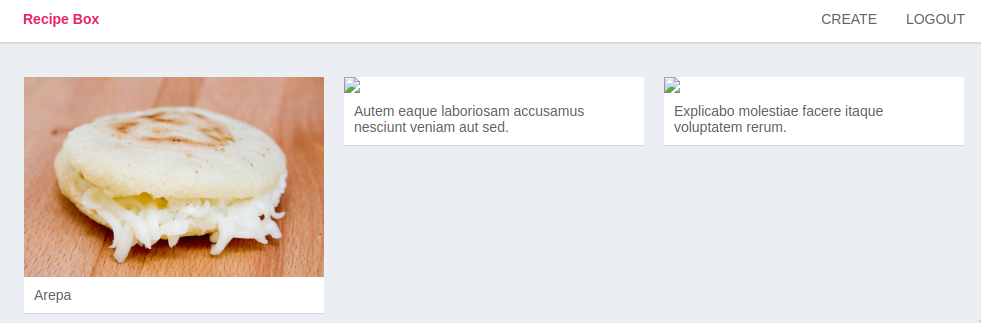 Recipe Box
CREATE
LOGOUT
Arepa
Autem eaque laboriosam accusamus
nesciunt veniam aut sed.
Explicabo molestiae facere itaque
voluptatem rerum.